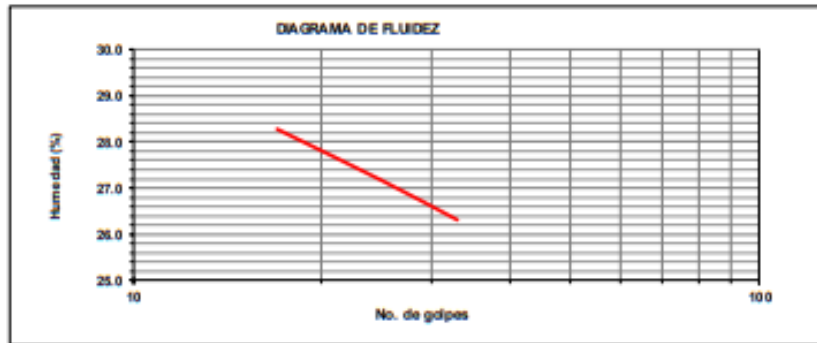 DIAGRAMA DE FLUIDEZ
30.0
29.0
28.0
27.0
26.0
25.0
Humedad (%)
10
100
No. de golpes